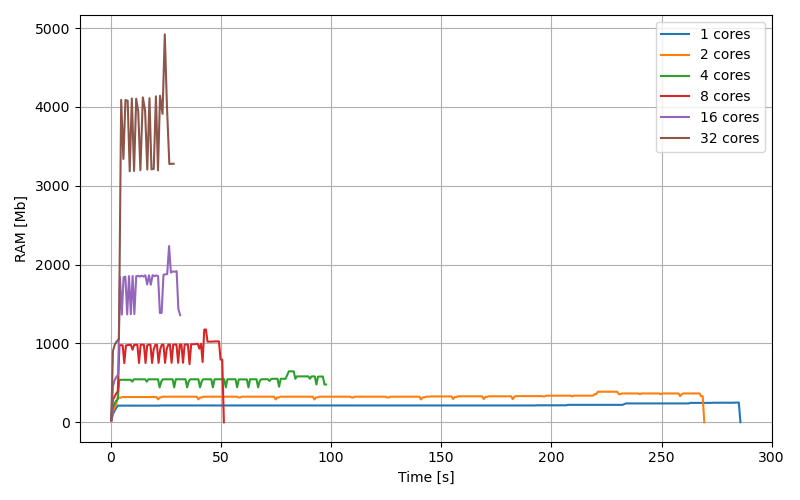 RAM [Mb]
5000
4000
3000
2000
1000
0
0
50
100
150
200
250
300
Time [s]
1 cores
2 cores
4 cores
8 cores
16 cores
32 cores